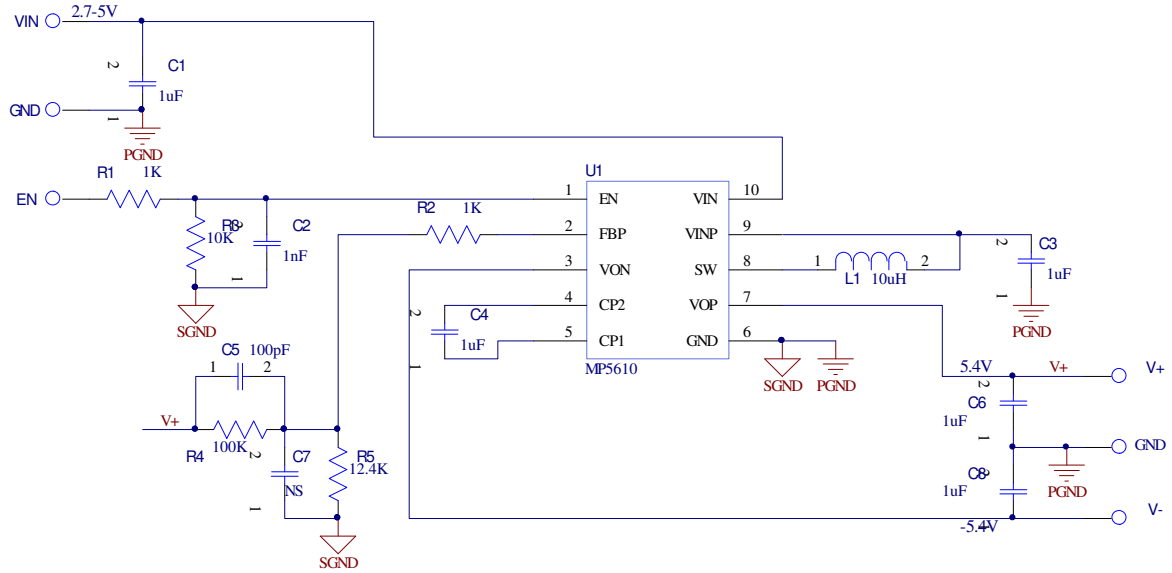 VIN 2.7-5V
2 C1
1uF
GND
1
PGND
R1
1K
EN
U1
1 EN VIN 10
R2 1K
2 FBP VINP 9
3 VON SW 8
4 CP2 VOP 7
5 CP1 GND 6
MP5610
R3
10K
2 C2
1nF
1
SGND
2 C3
1uF
1
PGND
1 2
L1 10uH
2 C4
1uF
1
SGND PGND
C5 100pF
1 2
V+
R4 100K
2 C7
NS
1
R5
12.4K
SGND
5.4V V+ V+
2
C6
1uF
1
GND
PGND
2
C8
1uF
1
-5.4V
V-